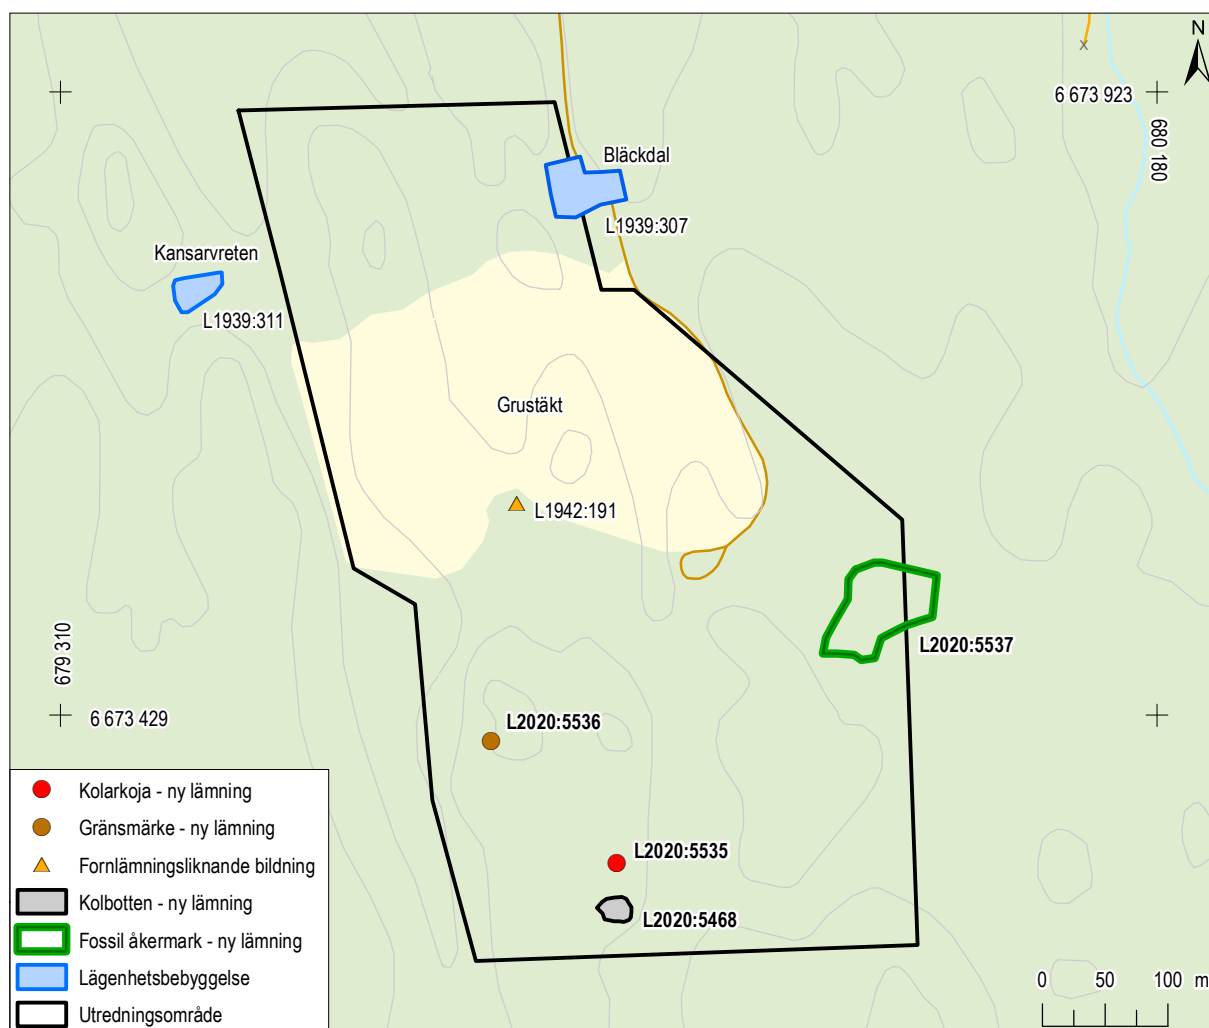 N
x
6 673 923
680 180
Bläckdal
L1939:307
Kansarvreten
L1939:311
Grustäkt
L1942:191
679 310
L2020:5537
6 673 429
L2020:5536
L2020:5535
L2020:5468
Kolarkoja - ny lämning
Gränsmärke - ny lämning
Fornlämningsliknande bildning
Kolbotten - ny lämning
Fossil åkermark - ny lämning
Lägenhetsbebyggelse
Utredningsområde
0 50 100 m